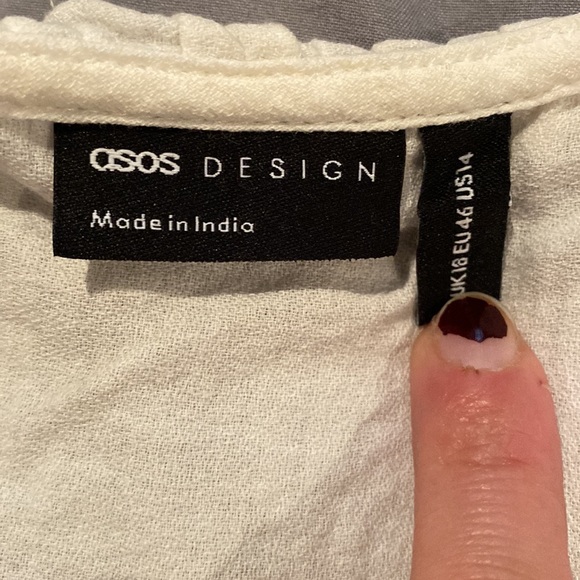 asos DESIGN
Made in India
UK18 EU46 US14